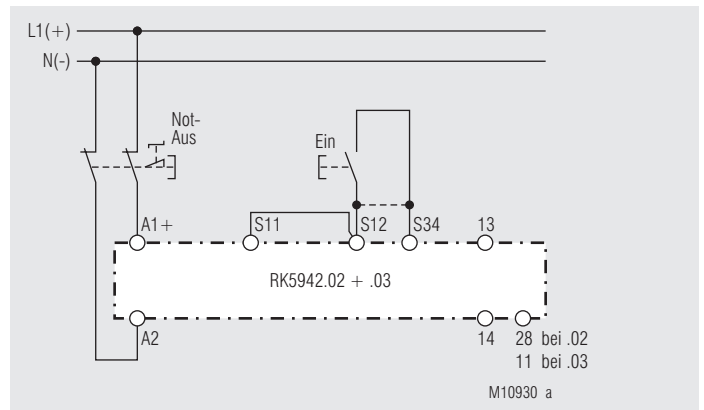 L1(+)
N(-)
Not-
Aus
Ein
A1+
S11
S12
S34
13
RK5942.02 + .03
A2
14
28 bei .02
11 bei .03
M10930 a